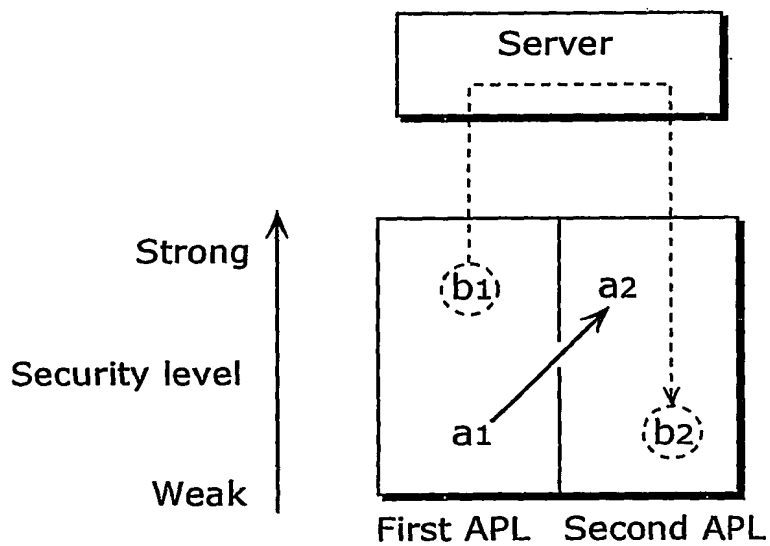 Server
Strong
b1
a2
Security level
a1
b2
Weak
First APL
Second APL